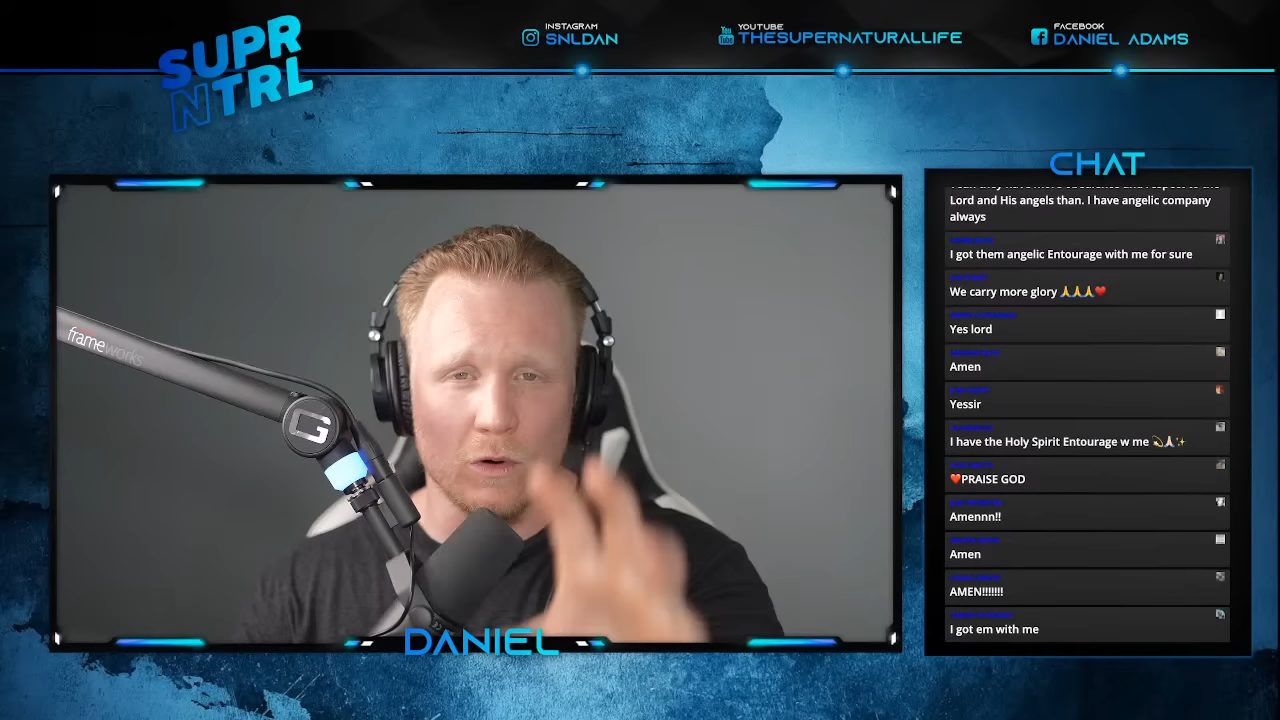 SUPR
NTRL
INSTAGRAM
SNLDAN
YOUTUBE
You
Tube
THESUPERNATURALLIFE
FACEBOOK
DANIEL ADAMS
frameworks
G
DANIEL
CHAT
Lord and His angels than. I have angelic company
always
I got them angelic Entourage with me for sure
We carry more glory 🙏🙏🙏❤️
Yes lord
Amen
Yessir
I have the Holy Spirit Entourage w me 💫🙏🏻✨
❤️PRAISE GOD
Amennn!!
Amen
AMEN!!!!!!!
I got em with me